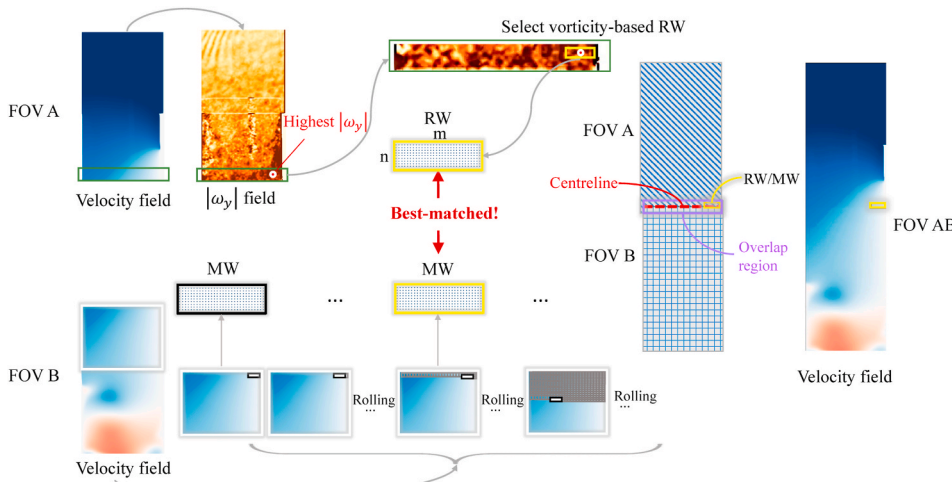 Select vorticity-based RW
FOV A
Highest |ω_y|
RW
m
n
Velocity field
|ω_y| field
Best-matched!
FOV A
Centreline
RW/MW
FOV AB
Overlap
region
FOV B
MW
...
MW
...
FOV B
Rolling
...
Rolling
...
Rolling
...
Velocity field
Velocity field